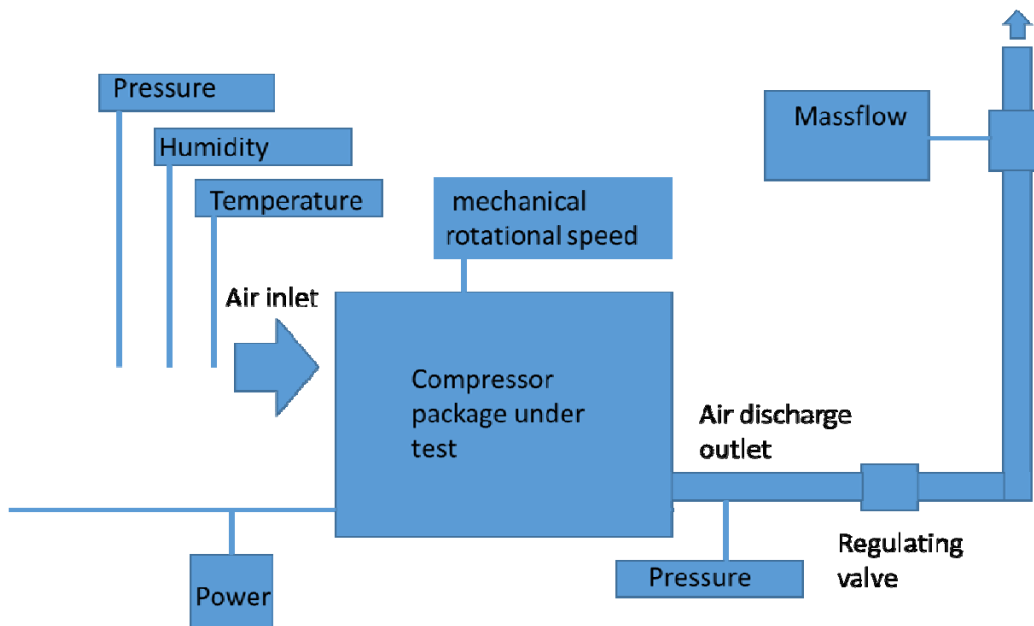 Pressure
Humidity
Temperature
Air inlet
mechanical
rotational speed
Massflow
Compressor
package under
test
Air discharge
outlet
Regulating
valve
Pressure
Power